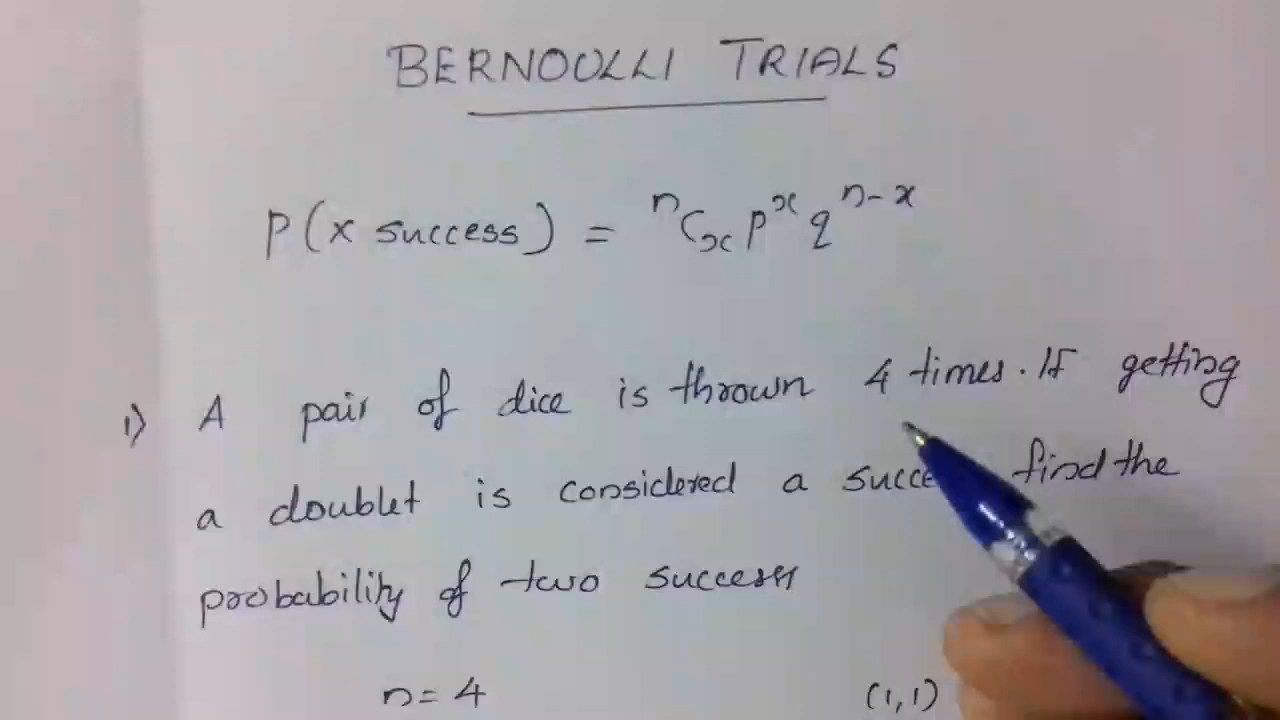 BERNOULLI TRIALS
P(x success) = ⁿCₓ pˣ qⁿ⁻ˣ
1) A pair of dice is thrown 4 times. If getting
a doublet is considered a find the
probability of two success
n = 4 (1,1)